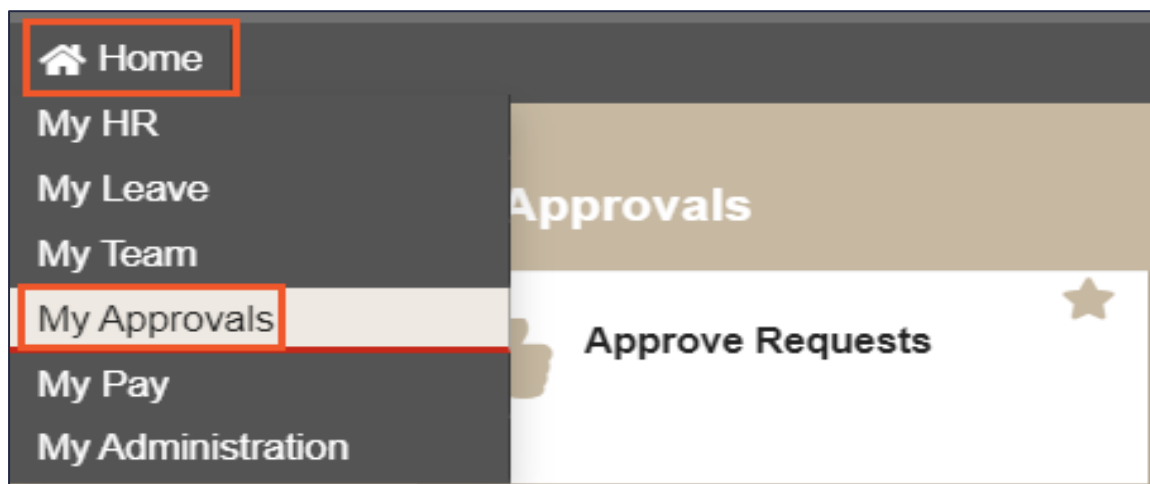 Home
My HR
My Leave
My Team
My Approvals
My Pay
My Administration
Approvals
Approve Requests